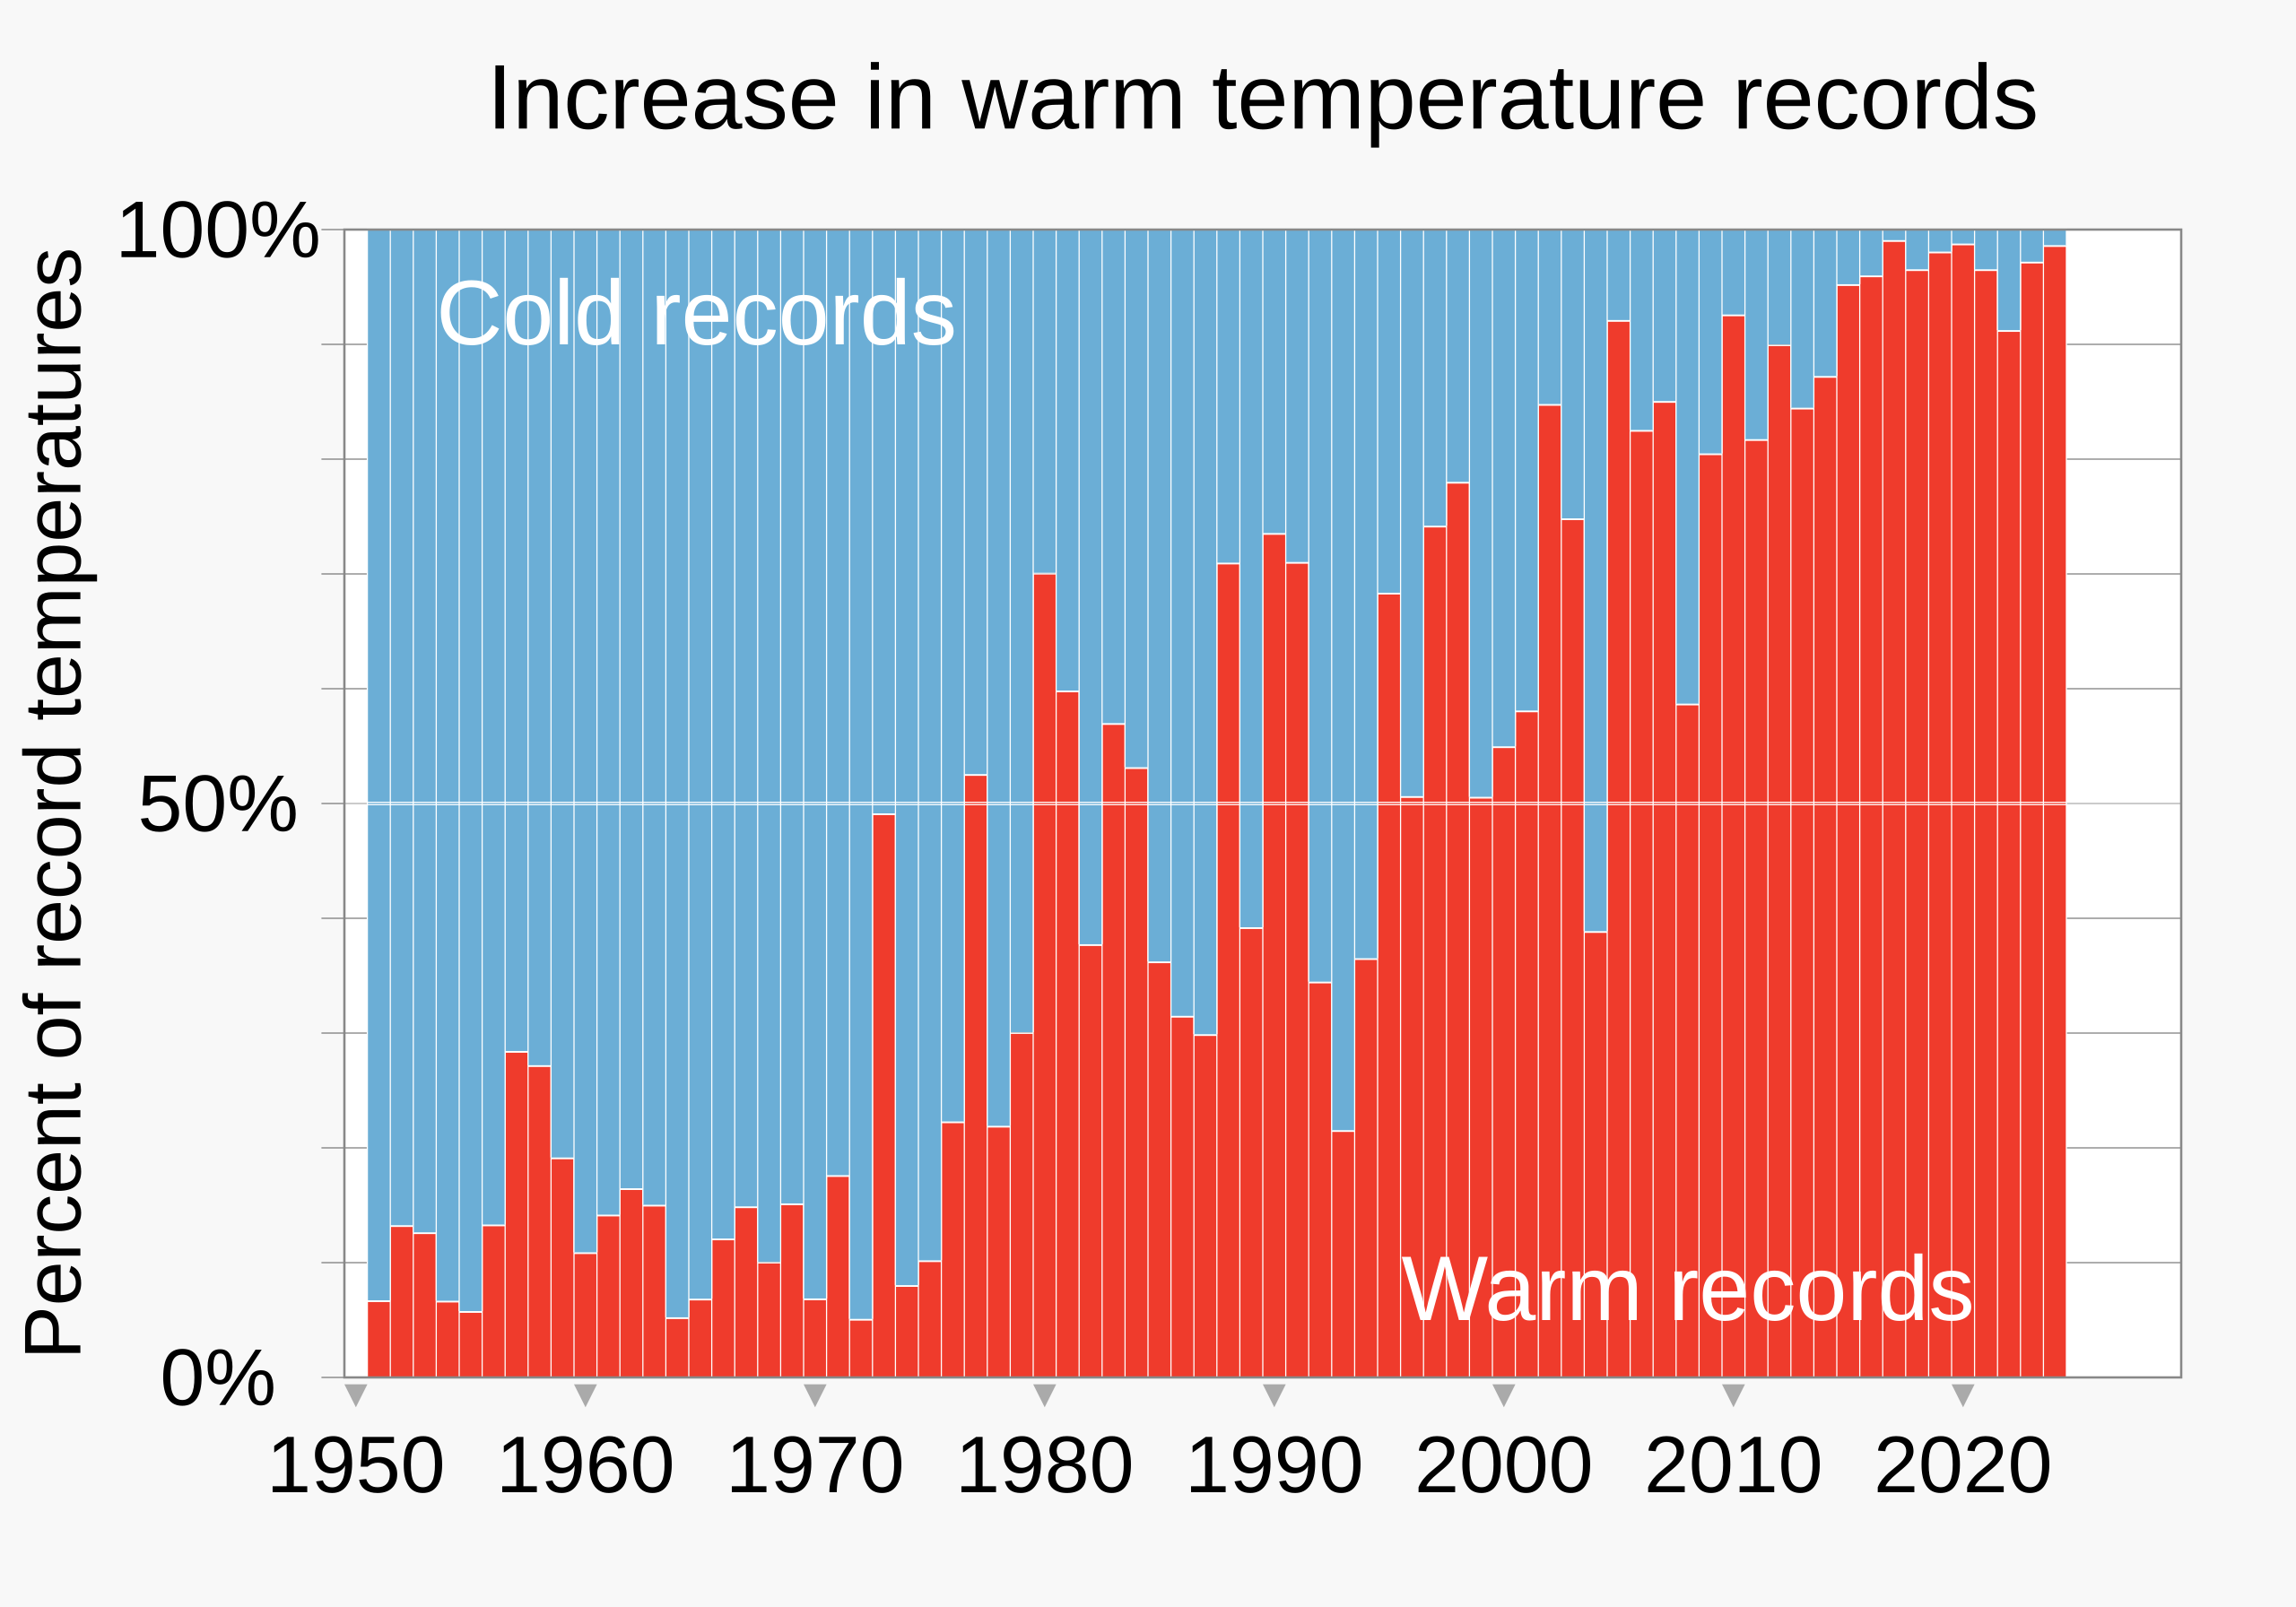 Increase in warm temperature records
Percent of record temperatures
100%
Cold records
50%
Warm records
0%
1950 1960 1970 1980 1990 2000 2010 2020